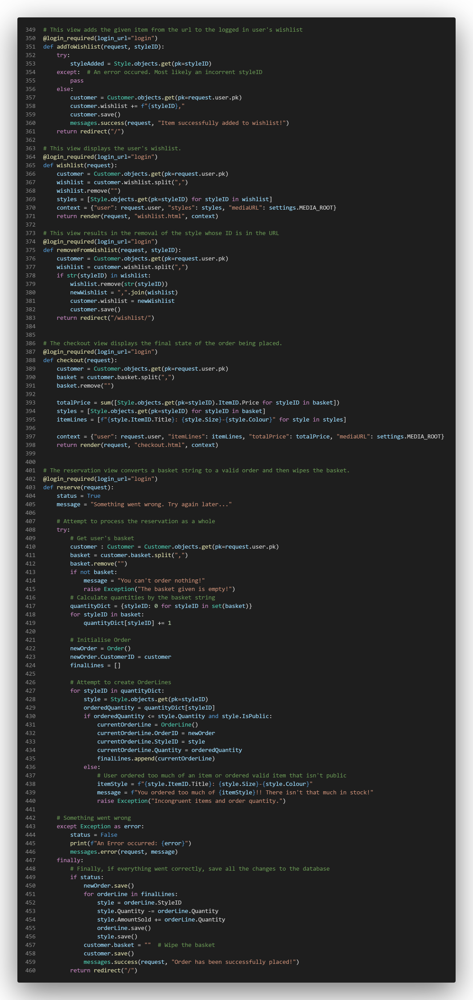 349 # This view adds the given item from the url to the logged in user's wishlist
350 @login_required(login_url="login")
351 def addToWishlist(request, styleID):
352     try:
353         styleAdded = Style.objects.get(pk=styleID)
354     except:  # An error occured. Most likely an incorrent styleID
355         pass
356     else:
357         customer = Customer.objects.get(pk=request.user.pk)
358         customer.wishlist += f"{styleID},"
359         customer.save()
360         messages.success(request, "Item successfully added to wishlist!")
361     return redirect("/")
362
363 # This view displays the user's wishlist.
364 @login_required(login_url="login")
365 def wishlist(request):
366     customer = Customer.objects.get(pk=request.user.pk)
367     wishlist = customer.wishlist.split(",")
368     wishlist.remove("")
369     styles = [Style.objects.get(pk=styleID) for styleID in wishlist]
370     context = {"user": request.user, "styles": styles, "mediaURL": settings.MEDIA_ROOT}
371     return render(request, "wishlist.html", context)
372
373 # This view results in the removal of the style whose ID is in the URL
374 @login_required(login_url="login")
375 def removeFromWishlist(request, styleID):
376     customer = Customer.objects.get(pk=request.user.pk)
377     wishlist = customer.wishlist.split(",")
378     if str(styleID) in wishlist:
379         wishlist.remove(str(styleID))
380         newWishlist = ",".join(wishlist)
381         customer.wishlist = newWishlist
382         customer.save()
383     return redirect("/wishlist/")
384
385
386 # The checkout view displays the final state of the order being placed.
387 @login_required(login_url="login")
388 def checkout(request):
389     customer = Customer.objects.get(pk=request.user.pk)
390     basket = customer.basket.split(",")
391     basket.remove("")
392
393     totalPrice = sum([Style.objects.get(pk=styleID).ItemID.Price for styleID in basket])
394     styles = [Style.objects.get(pk=styleID) for styleID in basket]
395     itemLines = [f"{style.ItemID.Title}: {style.Size}-{style.Colour}" for style in styles]
396
397     context = {"user": request.user, "itemLines": itemLines, "totalPrice": totalPrice, "mediaURL": settings.MEDIA_ROOT}
398     return render(request, "checkout.html", context)
399
400
401 # The reservation view converts a basket string to a valid order and then wipes the basket.
402 @login_required(login_url="login")
403 def reserve(request):
404     status = True
405     message = "Something went wrong. Try again later..."
406
407     # Attempt to process the reservation as a whole
408     try:
409         # Get user's basket
410         customer : Customer = Customer.objects.get(pk=request.user.pk)
411         basket = customer.basket.split(",")
412         basket.remove("")
413         if not basket:
414             message = "You can't order nothing!"
415             raise Exception("The basket given is empty!")
416         # Calculate quantities by the basket string
417         quantityDict = {styleID: 0 for styleID in set(basket)}
418         for styleID in basket:
419             quantityDict[styleID] += 1
420
421         # Initialise Order
422         newOrder = Order()
423         newOrder.CustomerID = customer
424         finalLines = []
425
426         # Attempt to create OrderLines
427         for styleID in quantityDict:
428             style = Style.objects.get(pk=styleID)
429             orderedQuantity = quantityDict[styleID]
430             if orderedQuantity <= style.Quantity and style.IsPublic:
431                 currentOrderLine = OrderLine()
432                 currentOrderLine.OrderID = newOrder
433                 currentOrderLine.StyleID = style
434                 currentOrderLine.Quantity = orderedQuantity
435                 finalLines.append(currentOrderLine)
436             else:
437                 # User ordered too much of an item or ordered valid item that isn't public
438                 itemStyle = f"{style.ItemID.Title}: {style.Size}-{style.Colour}"
439                 message = f"You ordered too much of {itemStyle}!! There isn't that much in stock!"
440                 raise Exception("Incongruent items and order quantity.")
441
442     # Something went wrong
443     except Exception as error:
444         status = False
445         print(f"An Error occurred: {error}")
446         messages.error(request, message)
447     finally:
448         # Finally, if everything went correctly, save all the changes to the database
449         if status:
450             newOrder.save()
451             for orderLine in finalLines:
452                 style = orderLine.StyleID
453                 style.Quantity -= orderLine.Quantity
454                 style.AmountSold += orderLine.Quantity
455                 orderLine.save()
456                 style.save()
457             customer.basket = ""  # Wipe the basket
458             customer.save()
459             messages.success(request, "Order has been successfully placed!")
460         return redirect("/")